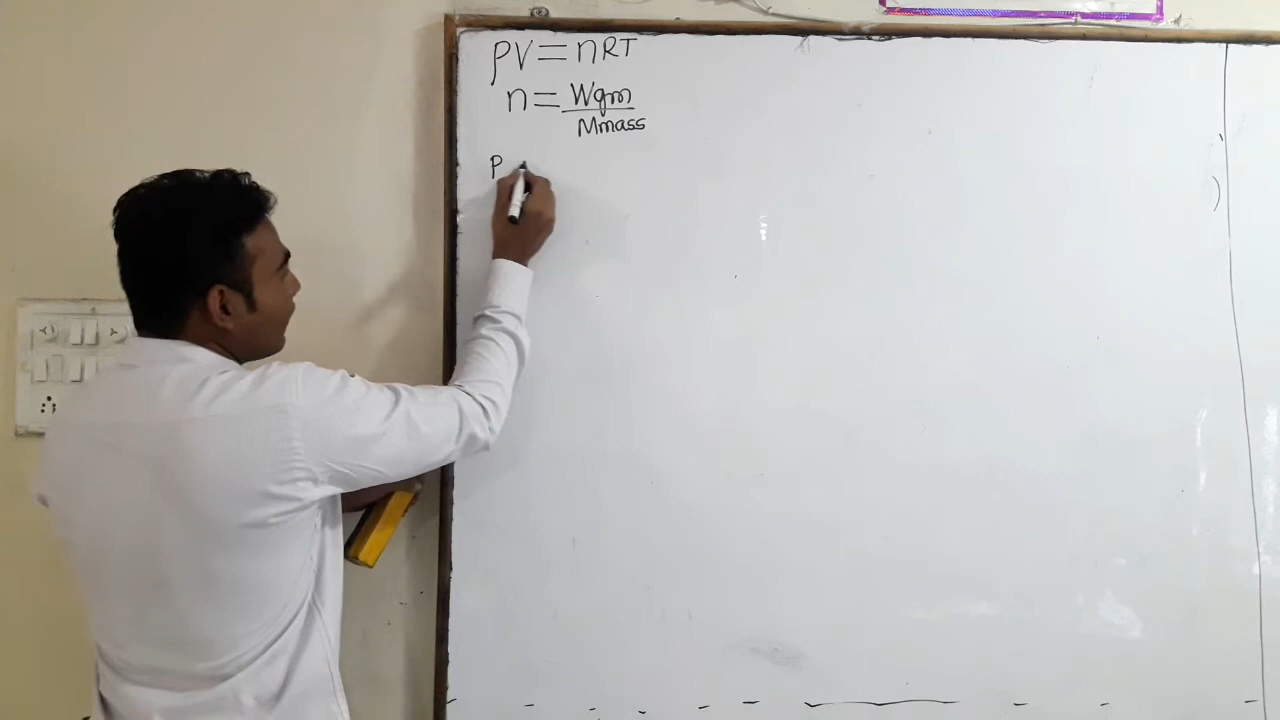 PV = nRT
n = Wgm / Mmass
P